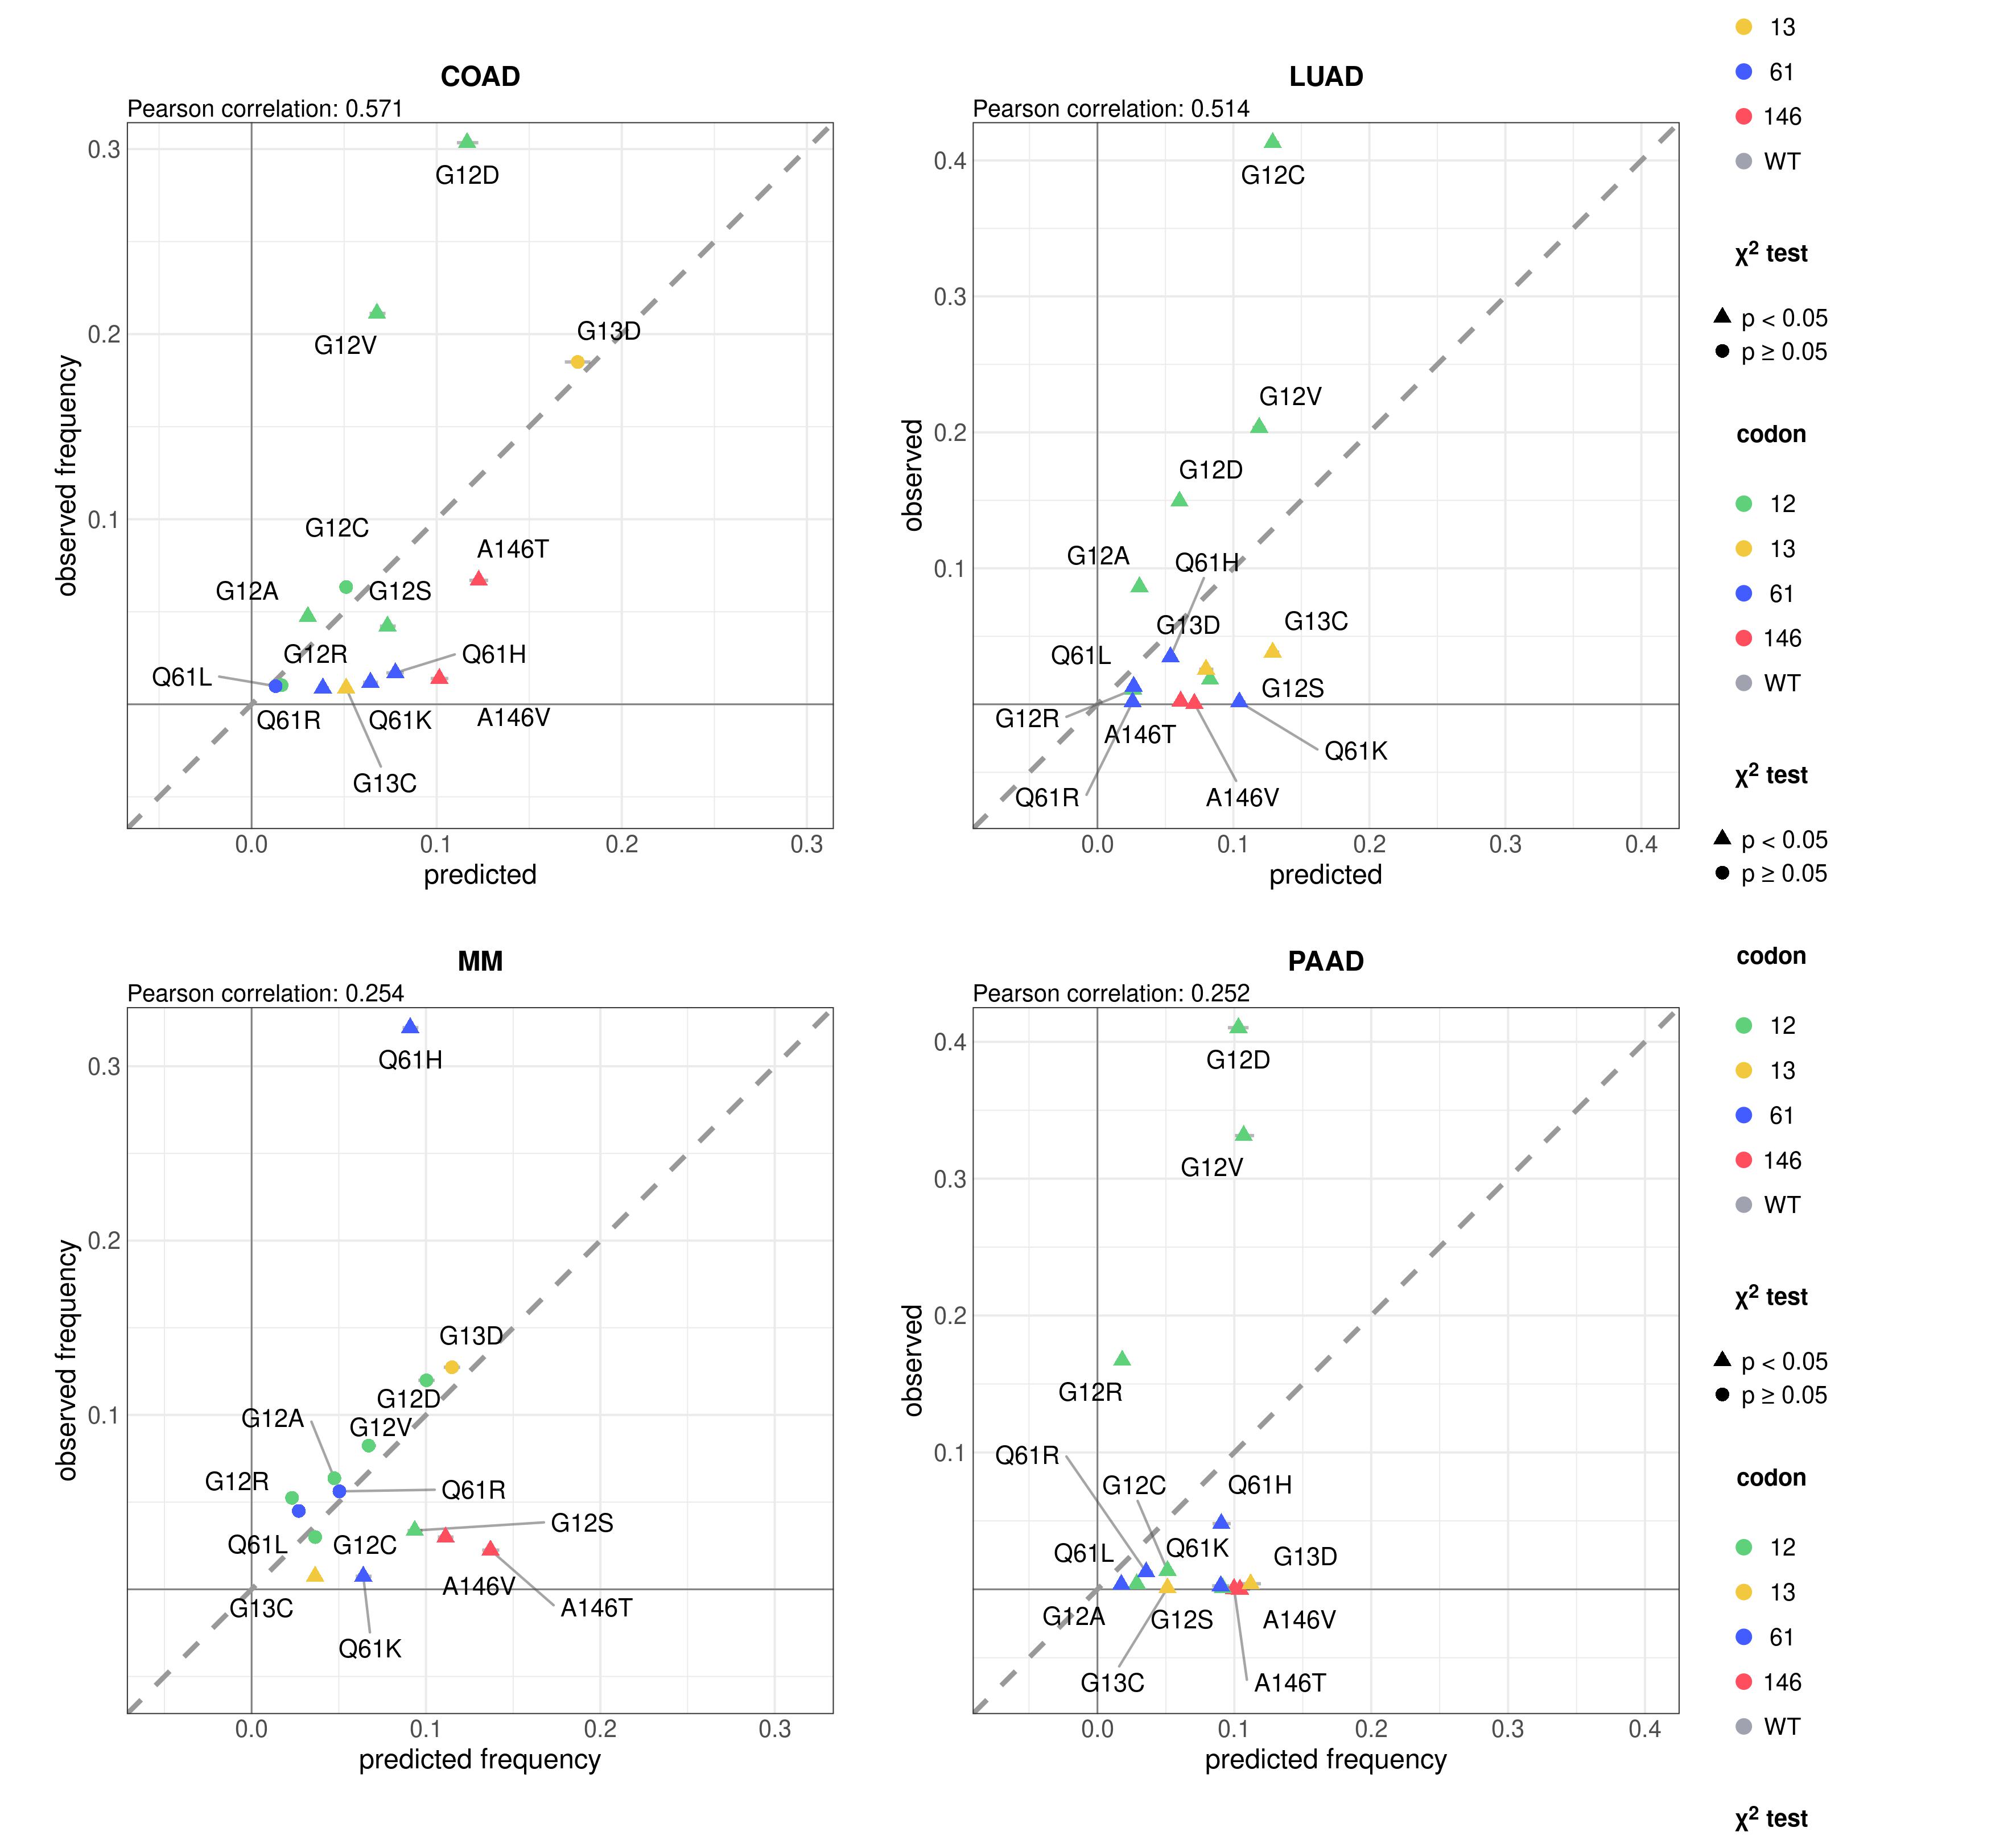 COAD
Pearson correlation: 0.571
0.3
0.2
0.1
observed frequency
G12D
G12V
G13D
G12C
A146T
G12A
G12S
G12R
Q61H
Q61L
Q61R
Q61K
A146V
G13C
0.0
0.1
0.2
0.3
predicted
LUAD
Pearson correlation: 0.514
0.4
0.3
0.2
0.1
observed
G12C
G12V
G12D
G12A
Q61H
G13D
G13C
Q61L
G12S
G12R
A146T
Q61K
Q61R
A146V
0.0
0.1
0.2
0.3
0.4
predicted
MM
Pearson correlation: 0.254
0.3
0.2
0.1
observed frequency
Q61H
G13D
G12D
G12A
G12V
G12R
Q61R
G12S
Q61L
G12C
A146V
G13C
A146T
Q61K
0.0
0.1
0.2
0.3
predicted frequency
PAAD
Pearson correlation: 0.252
0.4
0.3
0.2
0.1
observed
G12D
G12V
G12R
Q61R
G12C
Q61H
Q61L
Q61K
G13D
G12A
G12S
A146V
G13C
A146T
0.0
0.1
0.2
0.3
0.4
predicted frequency
13
61
146
WT
χ² test
p < 0.05
p ≥ 0.05
codon
12
13
61
146
WT
χ² test
p < 0.05
p ≥ 0.05
codon
12
13
61
146
WT
χ² test
p < 0.05
p ≥ 0.05
codon
12
13
61
146
WT
χ² test